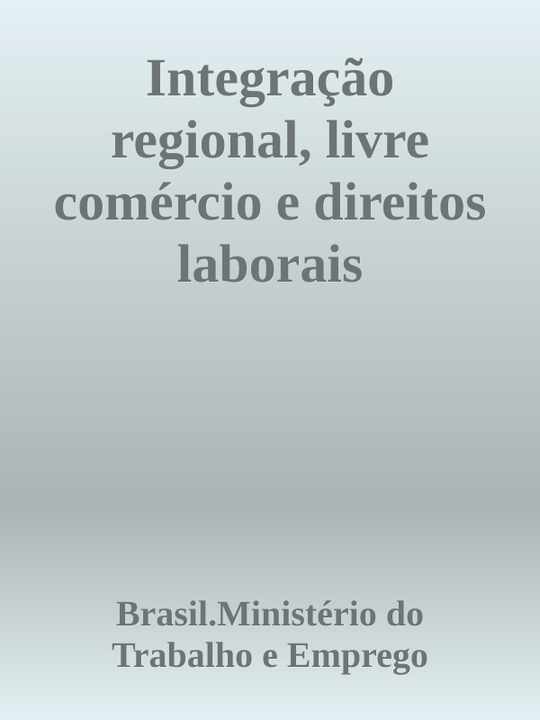 Integração
regional, livre
comércio e direitos
laborais
Brasil.Ministério do
Trabalho e Emprego